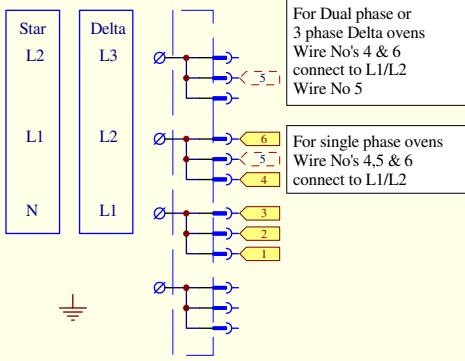 Star
L2
L1
N
Delta
L3
L2
L1
5
6
5
4
3
2
1
For Dual phase or
3 phase Delta ovens
Wire No's 4 & 6
connect to L1/L2
Wire No 5
For single phase ovens
Wire No's 4,5 & 6
connect to L1/L2